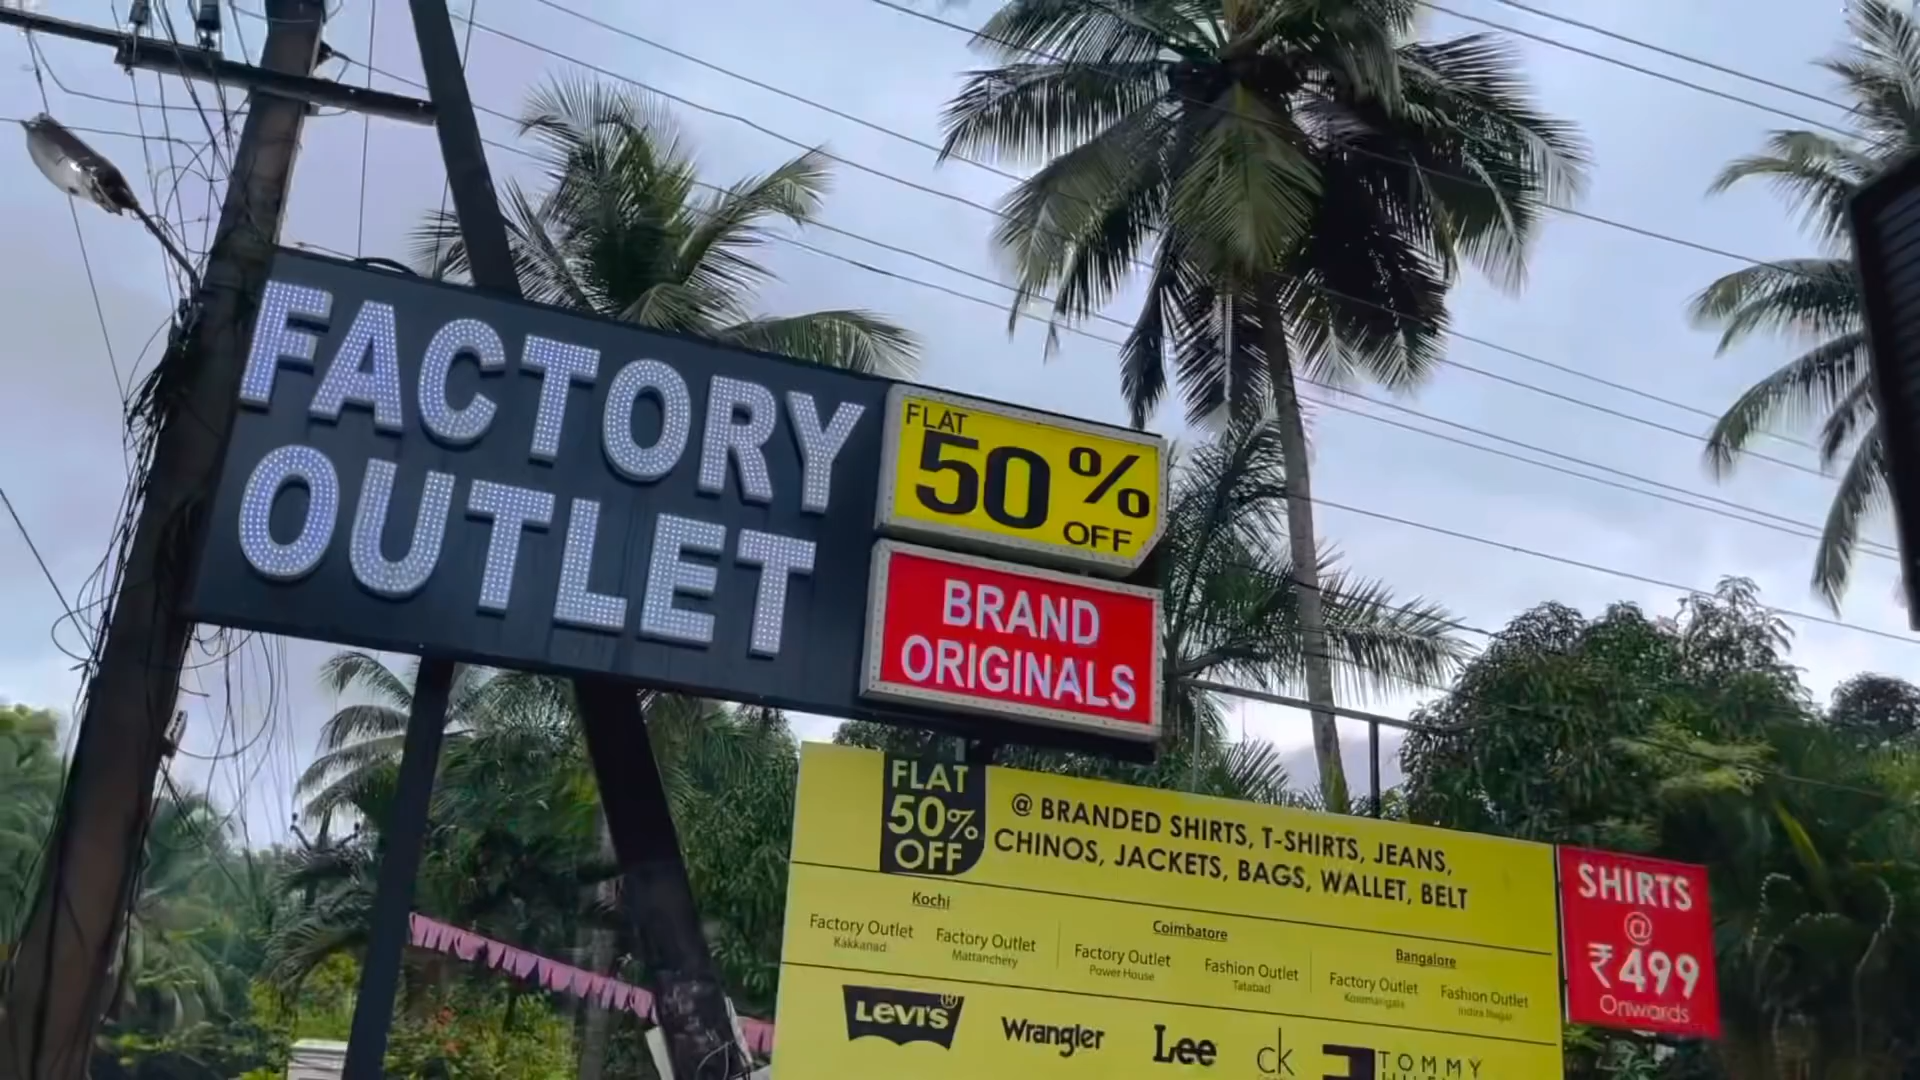 FACTORY
OUTLET
FLAT
50%
OFF
BRAND
ORIGINALS
FLAT
50%
OFF
@ BRANDED SHIRTS, T-SHIRTS, JEANS,
CHINOS, JACKETS, BAGS, WALLET, BELT
Kochi
Factory Outlet
Kakkanad
Factory Outlet
Mattanchery
Coimbatore
Factory Outlet
Power House
Fashion Outlet
Tatabad
Bangalore
Factory Outlet
Fashion Outlet
Indira Nagar
SHIRTS
@
₹499
Onwards
LEVI'S®
Wrangler
Lee
ck
TOMMY